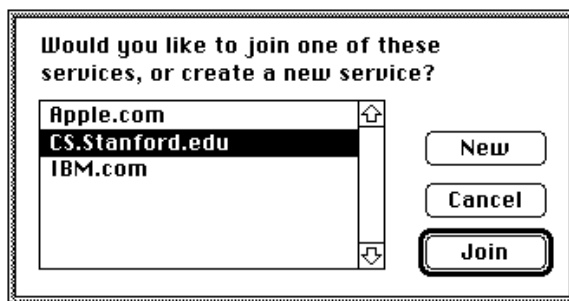 Would you like to join one of these
services, or create a new service?
Apple.com
CS.Stanford.edu
IBM.com
New
Cancel
Join